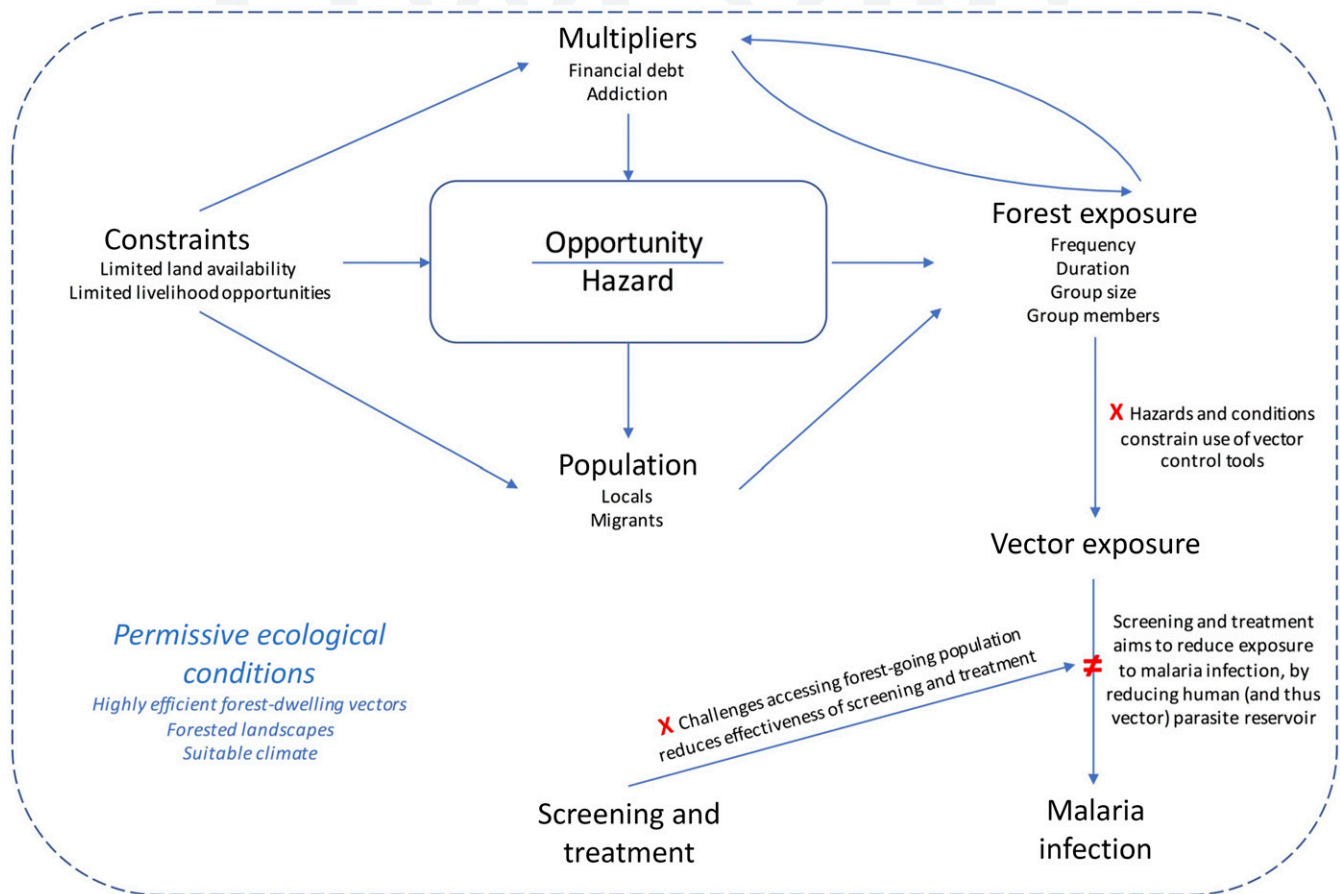 Multipliers
Financial debt
Addiction
Constraints
Limited land availability
Limited livelihood opportunities
Opportunity
Hazard
Forest exposure
Frequency
Duration
Group size
Group members
X Hazards and conditions
constrain use of vector
control tools
Population
Locals
Migrants
Vector exposure
Permissive ecological
conditions
Highly efficient forest-dwelling vectors
Forested landscapes
Suitable climate
X Challenges accessing forest-going population
reduces effectiveness of screening and treatment
≠
Screening and treatment
aims to reduce exposure
to malaria infection, by
reducing human (and thus
vector) parasite reservoir
Screening and
treatment
Malaria
infection